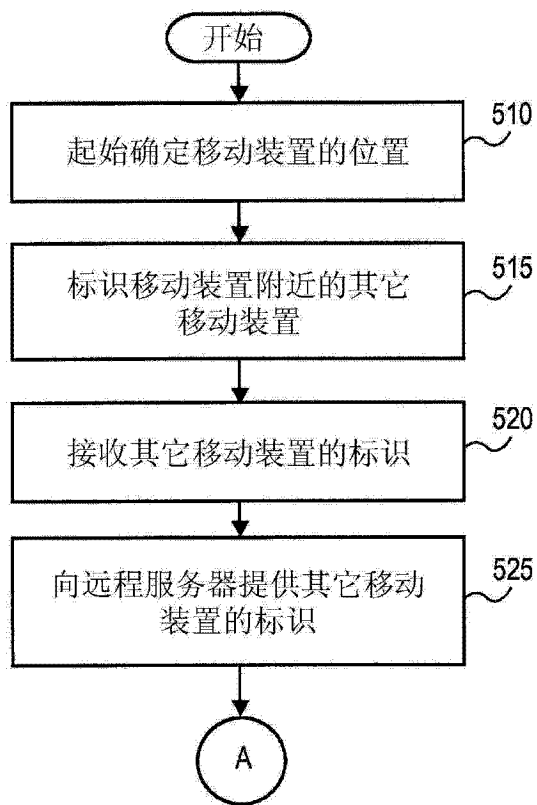 开始
起始确定移动装置的位置
510
标识移动装置附近的其它
移动装置
515
接收其它移动装置的标识
520
向远程服务器提供其它移动
装置的标识
525
A